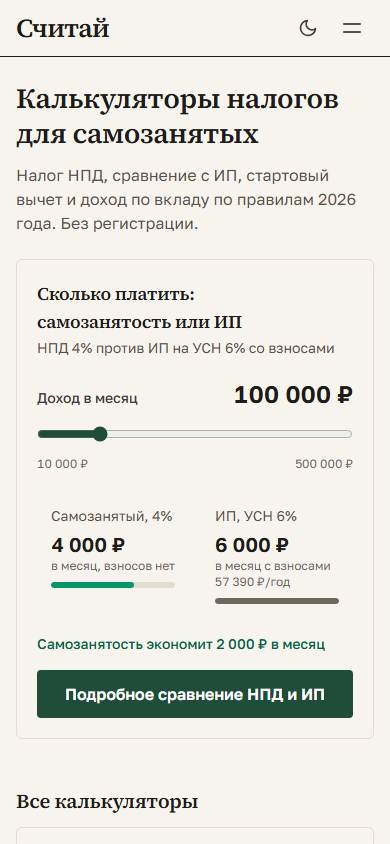 Считай
Калькуляторы налогов
для самозанятых
Налог НПД, сравнение с ИП, стартовый
вычет и доход по вкладу по правилам 2026
года. Без регистрации.
Сколько платить:
самозанятость или ИП
НПД 4% против ИП на УСН 6% со взносами
Доход в месяц
100 000 ₽
10 000 ₽
500 000 ₽
Самозанятый, 4%
4 000 ₽
в месяц, взносов нет
ИП, УСН 6%
6 000 ₽
в месяц с взносами
57 390 ₽/год
Самозанятость экономит 2 000 ₽ в месяц
Подробное сравнение НПД и ИП
Все калькуляторы